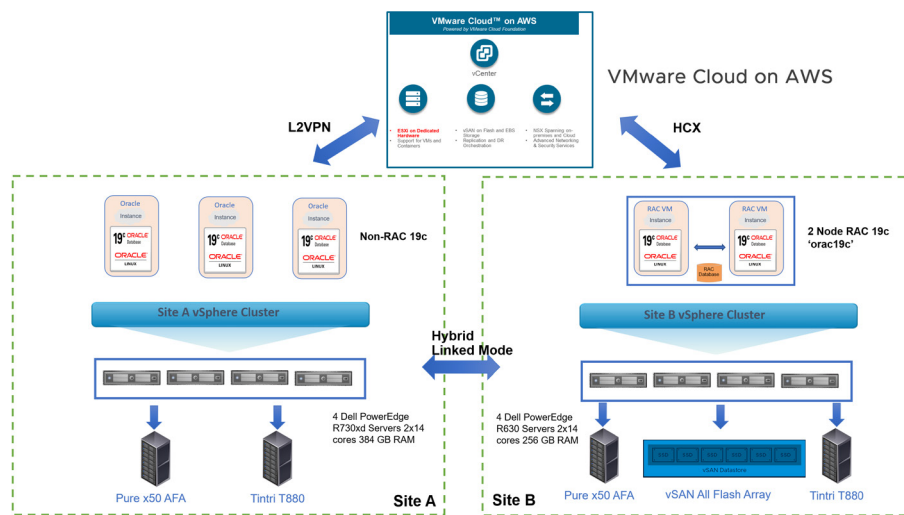 VMware Cloud™ on AWS
Powered by VMware Cloud Foundation
vCenter
VMware Cloud on AWS
• ESXi on Dedicated
Hardware
• Support for VMs and
Containers
• vSAN on Flash and EBS
Storage
• Replication and DR
Orchestration
• NSX Spanning on-
premises and Cloud
• Advanced Networking
& Security Services
L2VPN
HCX
Oracle
Instance
19c ORACLE
Database
ORACLE
LINUX
Oracle
Instance
19c ORACLE
Database
ORACLE
LINUX
Oracle
Instance
19c ORACLE
Database
ORACLE
LINUX
Non-RAC 19c
Site A vSphere Cluster
4 Dell PowerEdge
R730xd Servers 2x14
cores 384 GB RAM
Pure x50 AFA
Tintri T880
Site A
Hybrid
Linked Mode
RAC VM
Instance
19c ORACLE
Database
ORACLE
LINUX
RAC VM
Instance
19c ORACLE
Database
ORACLE
LINUX
RAC
Database
2 Node RAC 19c
‘orac19c’
Site B vSphere Cluster
4 Dell PowerEdge
R630 Servers 2x14
cores 256 GB RAM
Pure x50 AFA
SSD SSD SSD SSD SSD SSD
vSAN Datastore
vSAN All Flash Array
Tintri T880
Site B